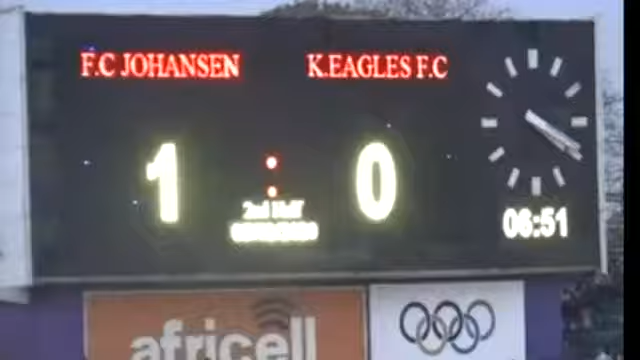 F.C JOHANSEN
K.EAGLES F.C
1 : 0
2nd Half
06:51
africell